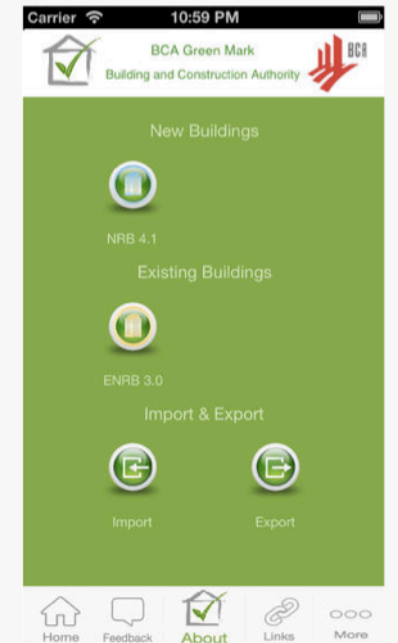 Carrier 10:59 PM
BCA Green Mark
Building and Construction Authority
BCA
New Buildings
NRB 4.1
Existing Buildings
ENRB 3.0
Import & Export
Import Export
Home Feedback About Links More